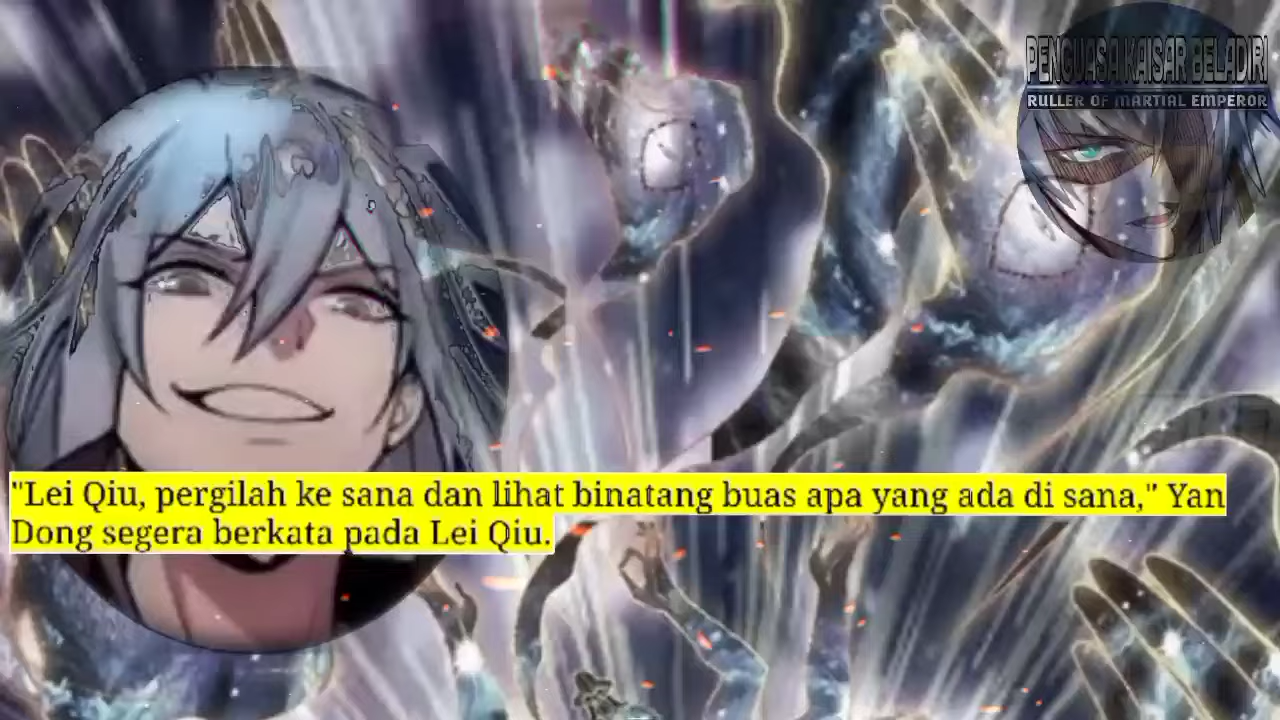 PENGUASA KAISAR BELADIRI
RULLER OF MARTIAL EMPEROR
"Lei Qiu, pergilah ke sana dan lihat binatang buas apa yang ada di sana," Yan
Dong segera berkata pada Lei Qiu.